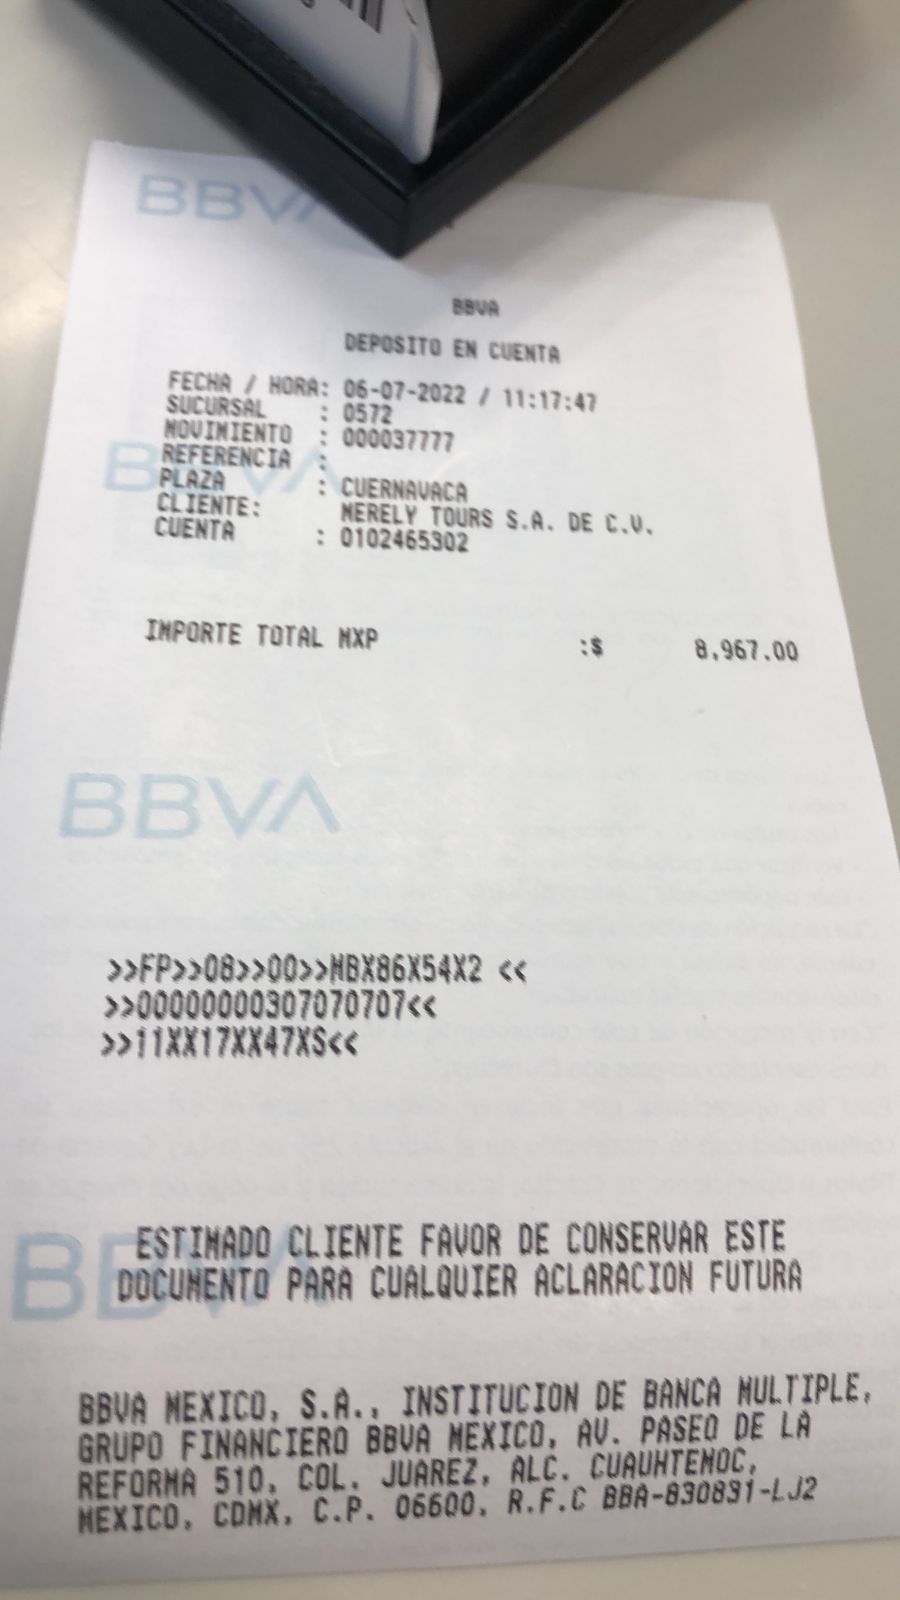 BBVA
BBVA
DEPOSITO EN CUENTA
FECHA / HORA: 06-07-2022 / 11:17:47
SUCURSAL : 0572
MOVIMIENTO : 000037777
REFERENCIA :
PLAZA : CUERNAVACA
CLIENTE: MERELY TOURS S.A. DE C.V.
CUENTA : 0102465302
BBVA
IMPORTE TOTAL MXP :$ 8,967.00
BBVA
>>FP>>08>>00>>MBX86X54X2 <<
>>00000000307070707<<
>>11XX17XX47XS<<
BBVA
ESTIMADO CLIENTE FAVOR DE CONSERVAR ESTE
DOCUMENTO PARA CUALQUIER ACLARACION FUTURA
BBVA MEXICO, S.A., INSTITUCION DE BANCA MULTIPLE,
GRUPO FINANCIERO BBVA MEXICO, AV. PASEO DE LA
REFORMA 510, COL. JUAREZ, ALC. CUAUHTEMOC,
MEXICO, CDMX, C.P. 06600, R.F.C BBA-830831-LJ2